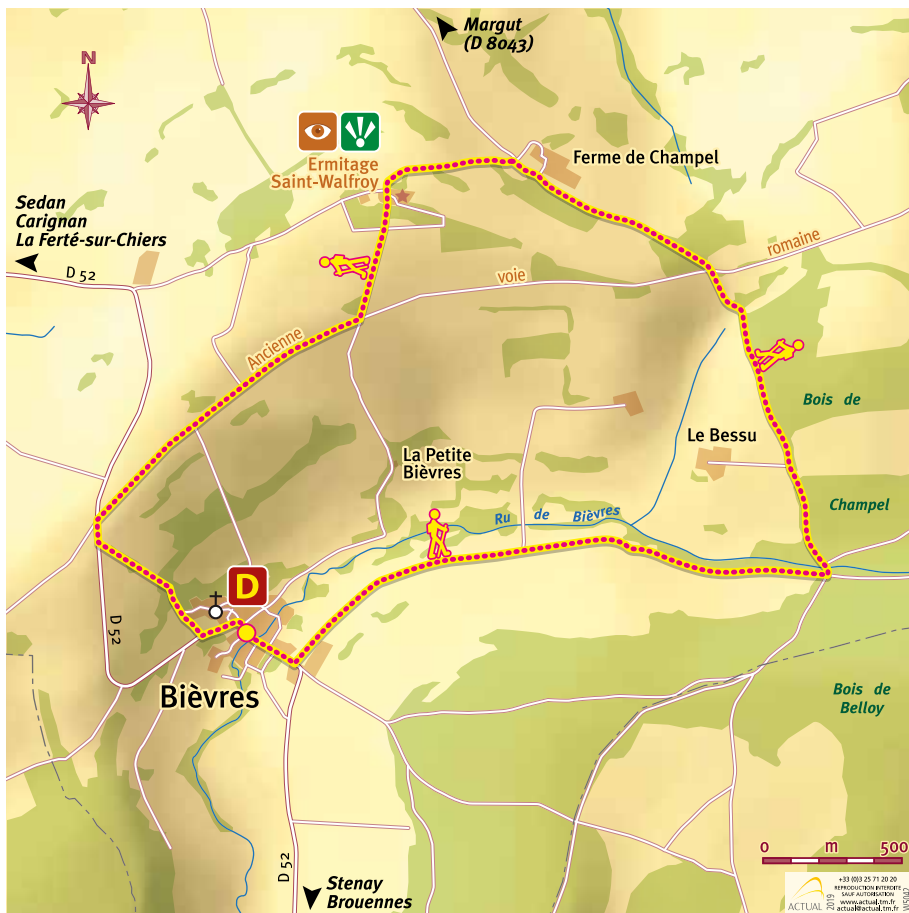 Margut
(D 8043)
N
Ermitage
Saint-Walfroy
Ferme de Champel
Sedan
Carignan
La Ferté-sur-Chiers
D 52
romaine
voie
Ancienne
Bois de
Le Bessu
La Petite
Bièvres
Champel
Ru de Bièvres
D
D 52
Bièvres
Bois de
Belloy
0 m 500
D 52
Stenay
Brouennes
+33 (0)3 25 71 20 20
REPRODUCTION INTERDITE
SAUF AUTORISATION
www.actual.tm.fr
actual@actual.tm.fr
ACTUAL
2019